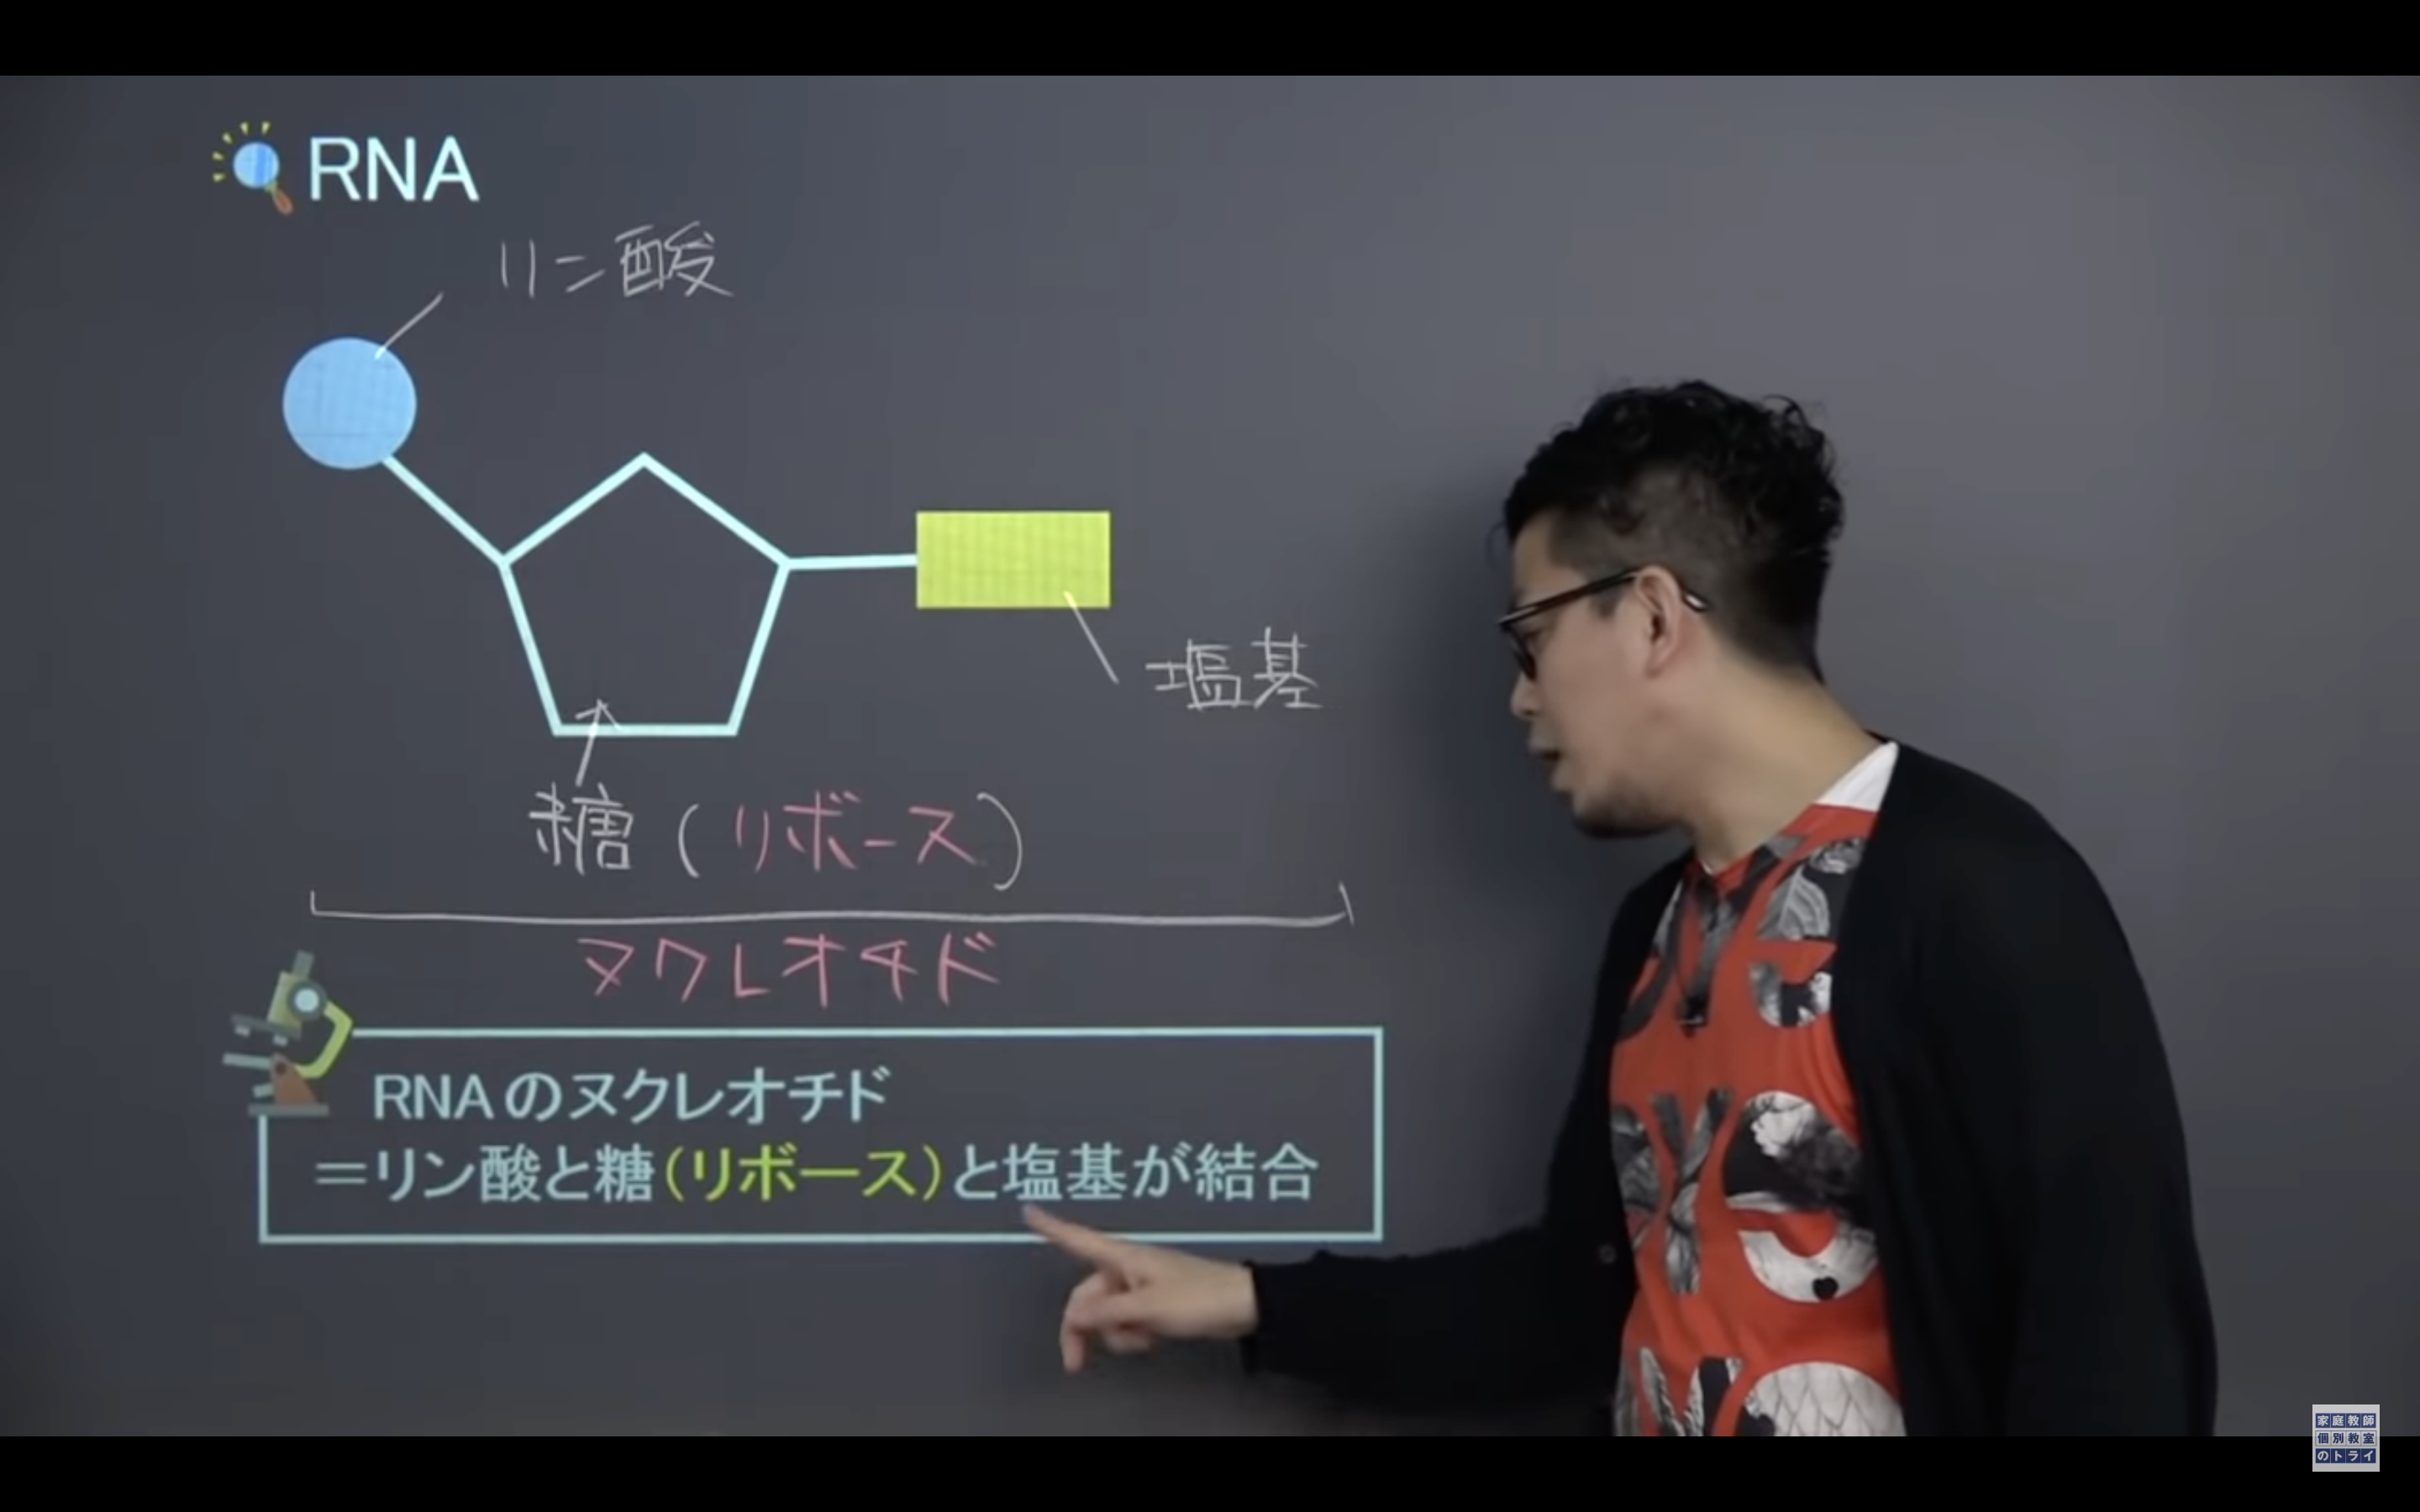 RNA
リン酸
塩基
糖(リボース)
ヌクレオチド
RNAのヌクレオチド
=リン酸と糖(リボース)と塩基が結合
家庭教師
個別教室
のトライ